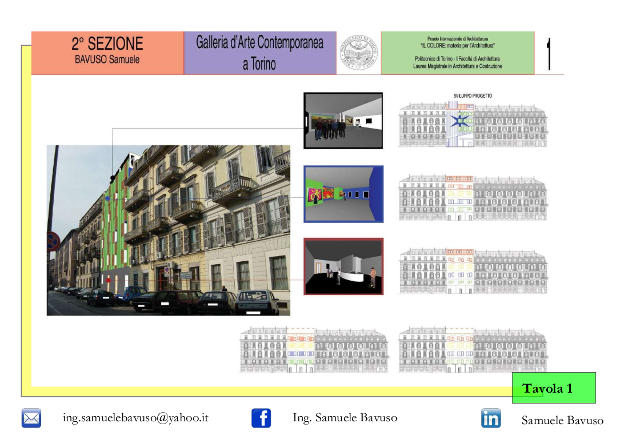 2° SEZIONE
BAVUSO Samuele
Galleria d'Arte Contemporanea
a Torino
Premio Internazionale di Architettura
"IL COLORE: materia per l'Architettura"
Politecnico di Torino - II Facoltà di Architettura
Laurea Magistrale in Architettura e Costruzione
1
SVILUPPO PROGETTO
Tavola 1
ing.samuelebavuso@yahoo.it
Ing. Samuele Bavuso
Samuele Bavuso